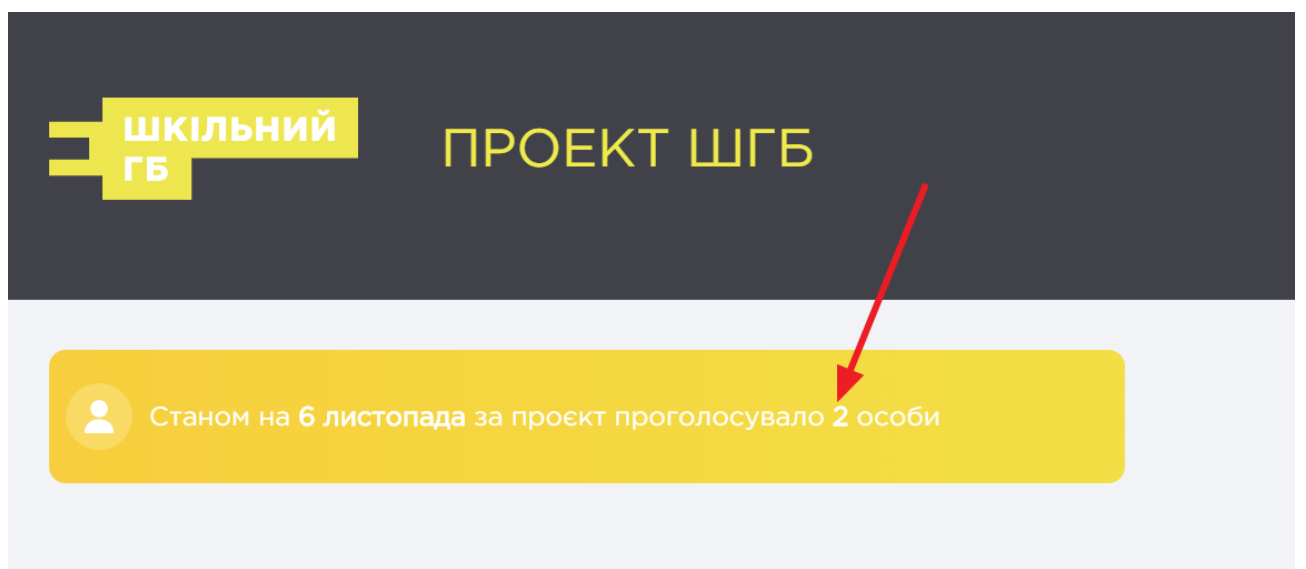 ШКІЛЬНИЙ
ГБ
ПРОЕКТ ШГБ
Станом на 6 листопада за проєкт проголосувало 2 особи